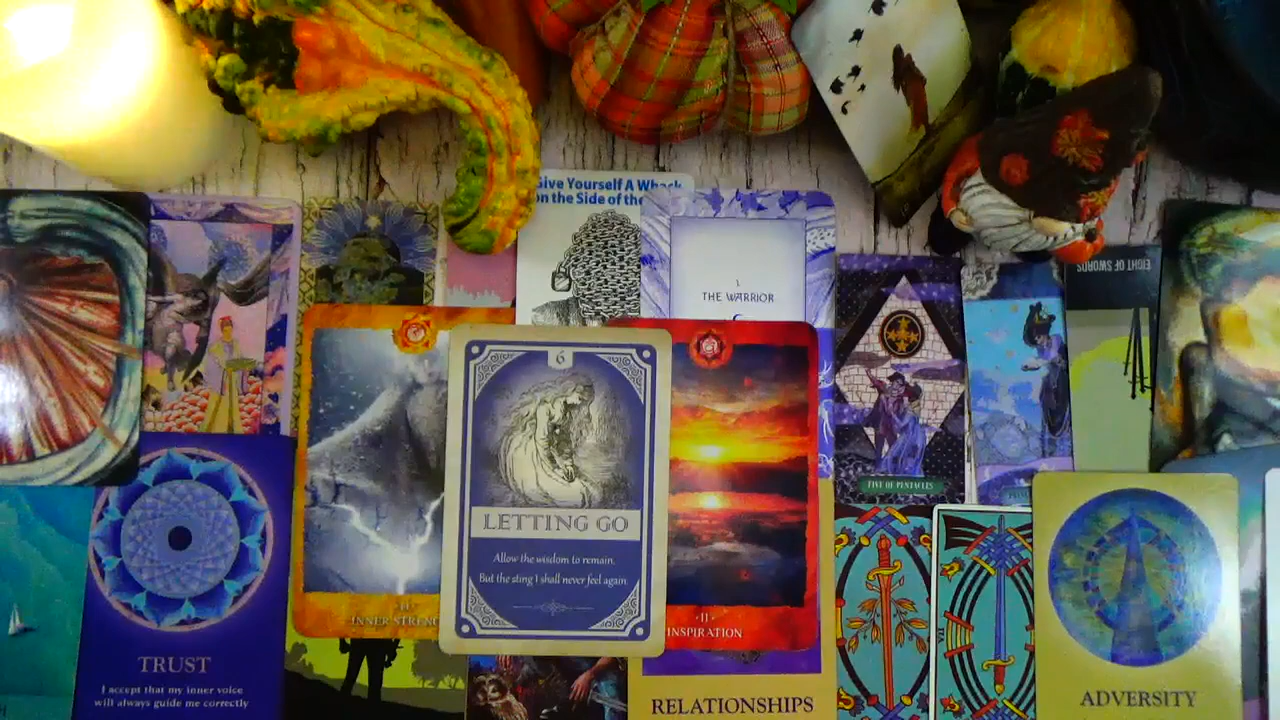 Give Yourself A Whack
on the Side of the
I
THE WARRIOR
EIGHT OF SWORDS
FIVE OF PENTACLES
6
LETTING GO
Allow the wisdom to remain.
But the sting I shall never feel again
INNER STRENG
II
INSPIRATION
TRUST
I accept that my inner voice
will always guide me correctly
RELATIONSHIPS
VII
ADVERSITY